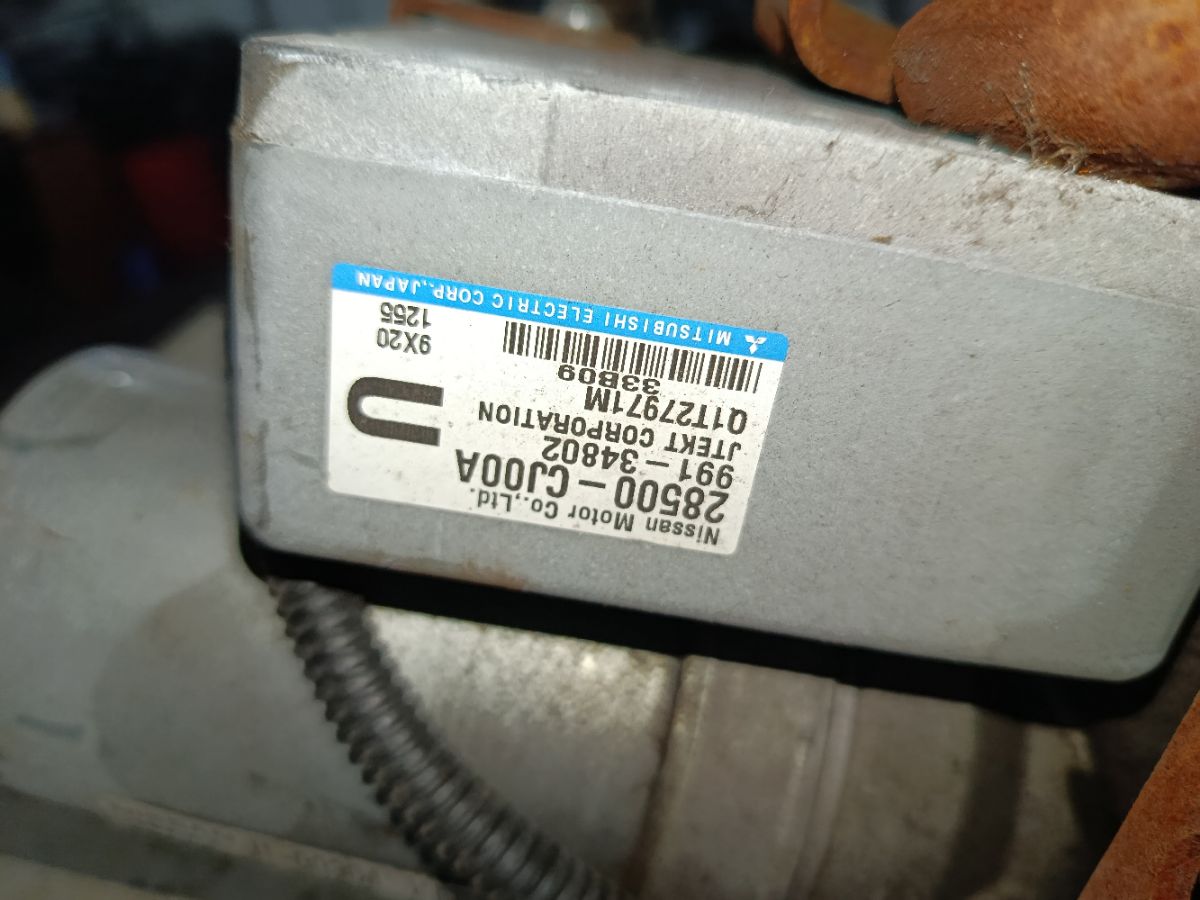 Nissan Motor Co.,Ltd.
28500-CJ00A
991-34802
JTEKT CORPORATION
Q1T27971M
33B09
U
9X20
1255
MITSUBISHI ELECTRIC CORP.,JAPAN